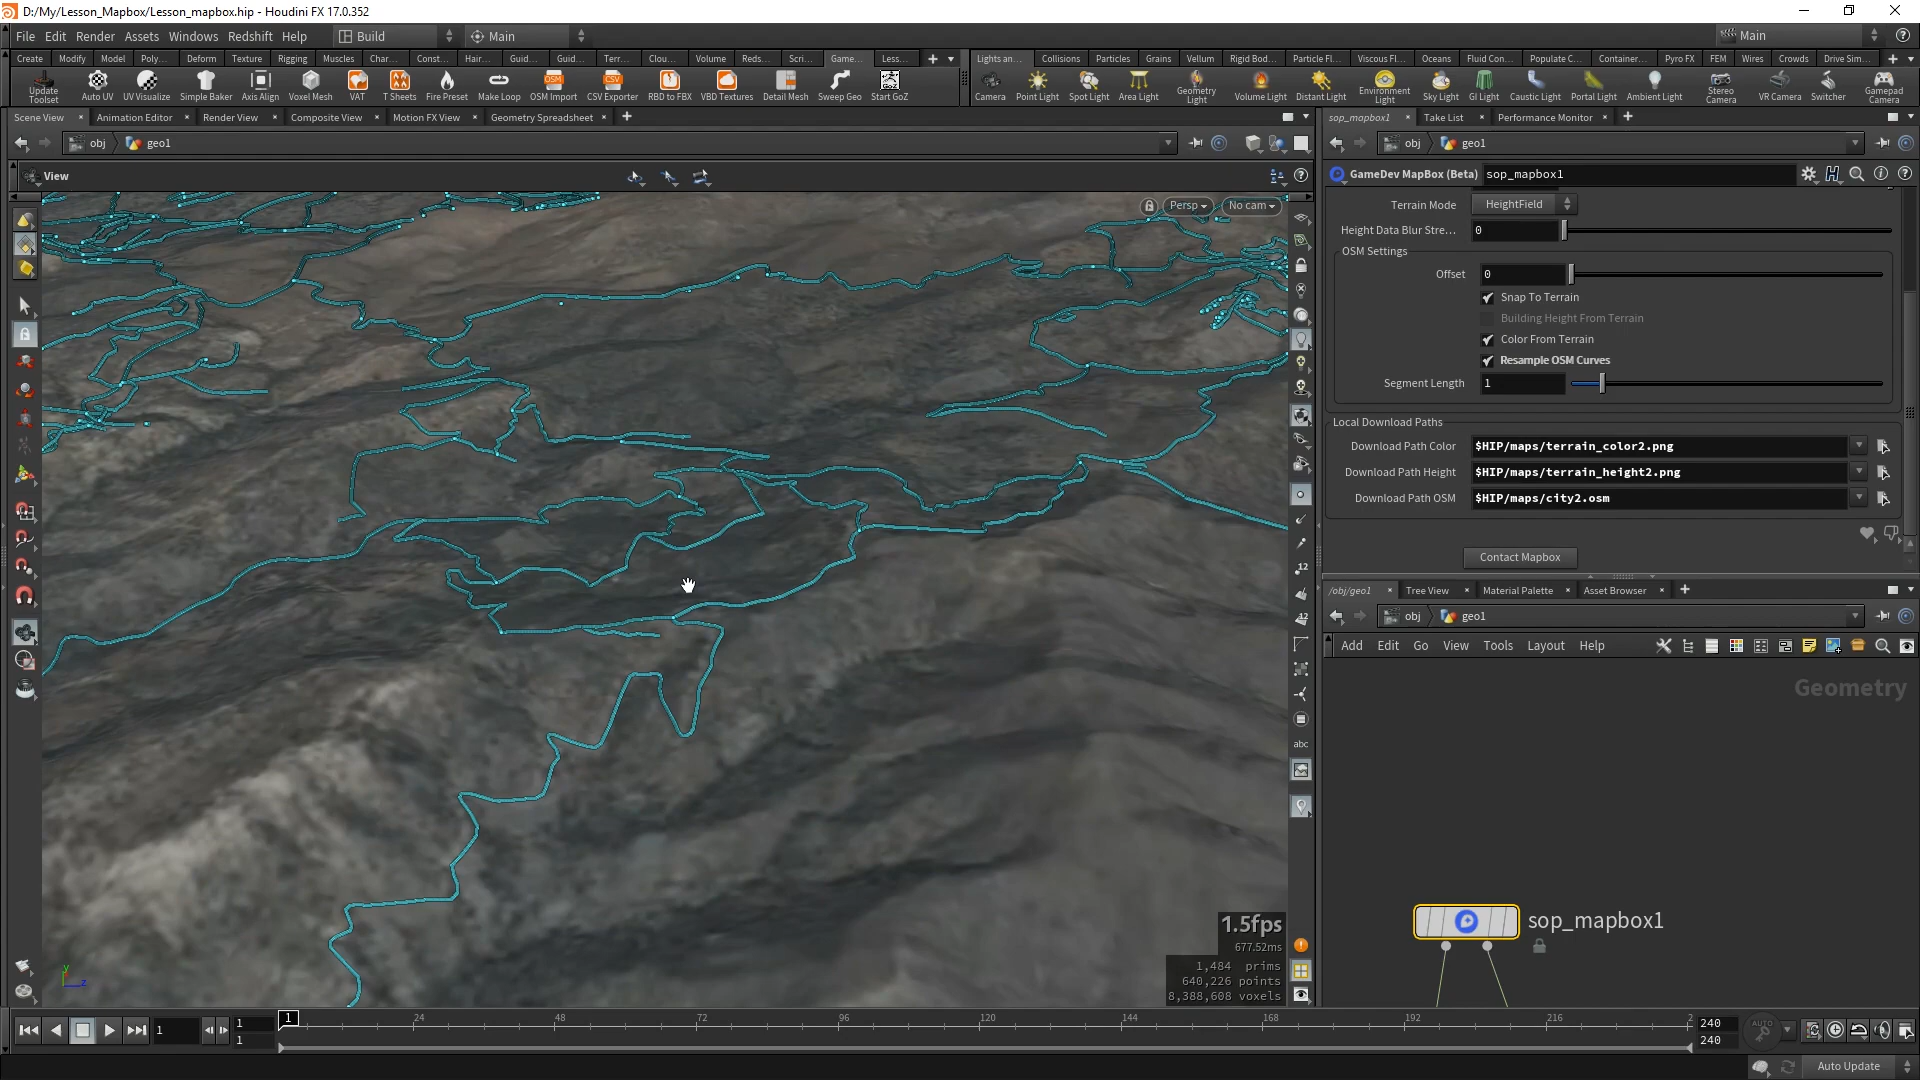 D:/My/Lesson_Mapbox/Lesson_mapbox.hip - Houdini FX 17.0.352
File Edit Render Assets Windows Redshift Help Build Main Main
Create Modify Model Poly... Deform Texture Rigging Muscles Char... Const... Hair... Guid... Guid... Terr... Clou... Volume Reds... Scri... Game... Less...
Lights an... Collisions Particles Grains Vellum Rigid Bod... Particle Fl... Viscous Fl... Oceans Fluid Con... Populate C... Container... Pyro FX FEM Wires Crowds Drive Sim...
Update Toolset Auto UV UV Visualize Simple Baker Axis Align Voxel Mesh VAT T Sheets Fire Preset Make Loop OSM Import CSV Exporter RBD to FBX VBD Textures Detail Mesh Sweep Geo Start GoZ
Camera Point Light Spot Light Area Light Geometry Light Volume Light Distant Light Environment Light Sky Light GI Light Caustic Light Portal Light Ambient Light Stereo Camera VR Camera Switcher Gamepad Camera
Scene View Animation Editor Render View Composite View Motion FX View Geometry Spreadsheet
sop_mapbox1 Take List Performance Monitor
obj geo1
obj geo1
View
GameDev MapBox (Beta) sop_mapbox1
Persp No cam
Terrain Mode HeightField
Height Data Blur Stre... 0
OSM Settings
Offset 0
Snap To Terrain
Building Height From Terrain
Color From Terrain
Resample OSM Curves
Segment Length 1
Local Download Paths
Download Path Color $HIP/maps/terrain_color2.png
Download Path Height $HIP/maps/terrain_height2.png
Download Path OSM $HIP/maps/city2.osm
Contact Mapbox
/obj/geo1 Tree View Material Palette Asset Browser
obj geo1
Add Edit Go View Tools Layout Help
Geometry
sop_mapbox1
abc
1.5fps
677.52ms
1,484 prims
640,226 points
8,388,608 voxels
y
z
1 1 1 1 24 48 72 96 120 144 168 192 216 2 240 240
AUTO
Auto Update